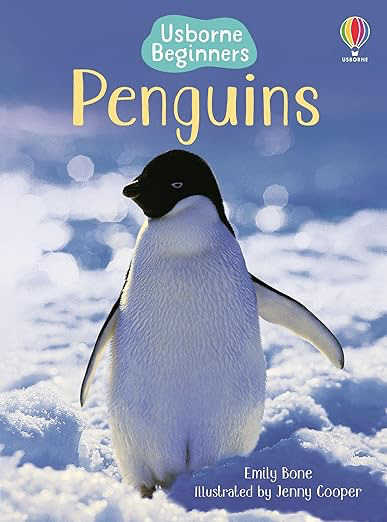 Usborne
Beginners
USBORNE
Penguins
Emily Bone
Illustrated by Jenny Cooper